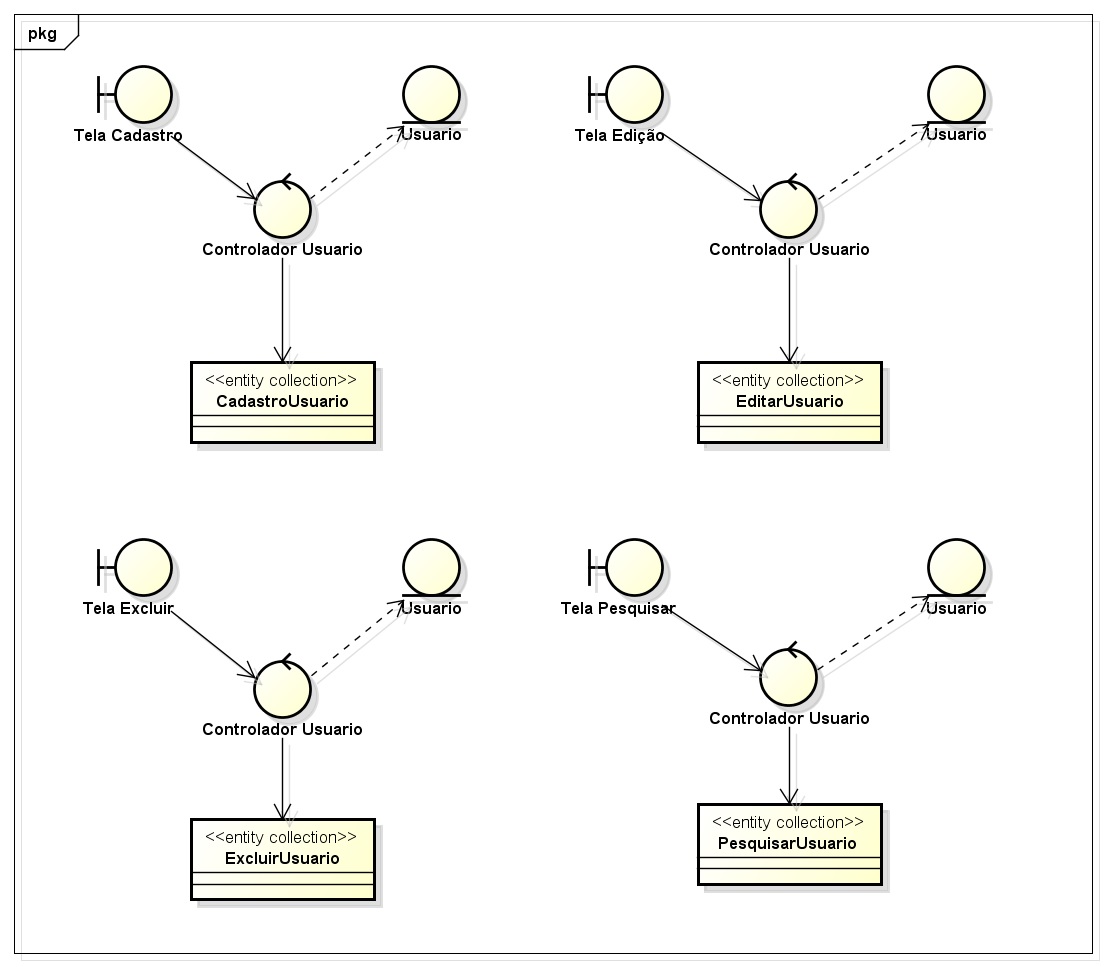 pkg
Tela Cadastro
Usuario
Controlador Usuario
<<entity collection>>
CadastroUsuario
Tela Edição
Usuario
Controlador Usuario
<<entity collection>>
EditarUsuario
Tela Excluir
Usuario
Controlador Usuario
<<entity collection>>
ExcluirUsuario
Tela Pesquisar
Usuario
Controlador Usuario
<<entity collection>>
PesquisarUsuario